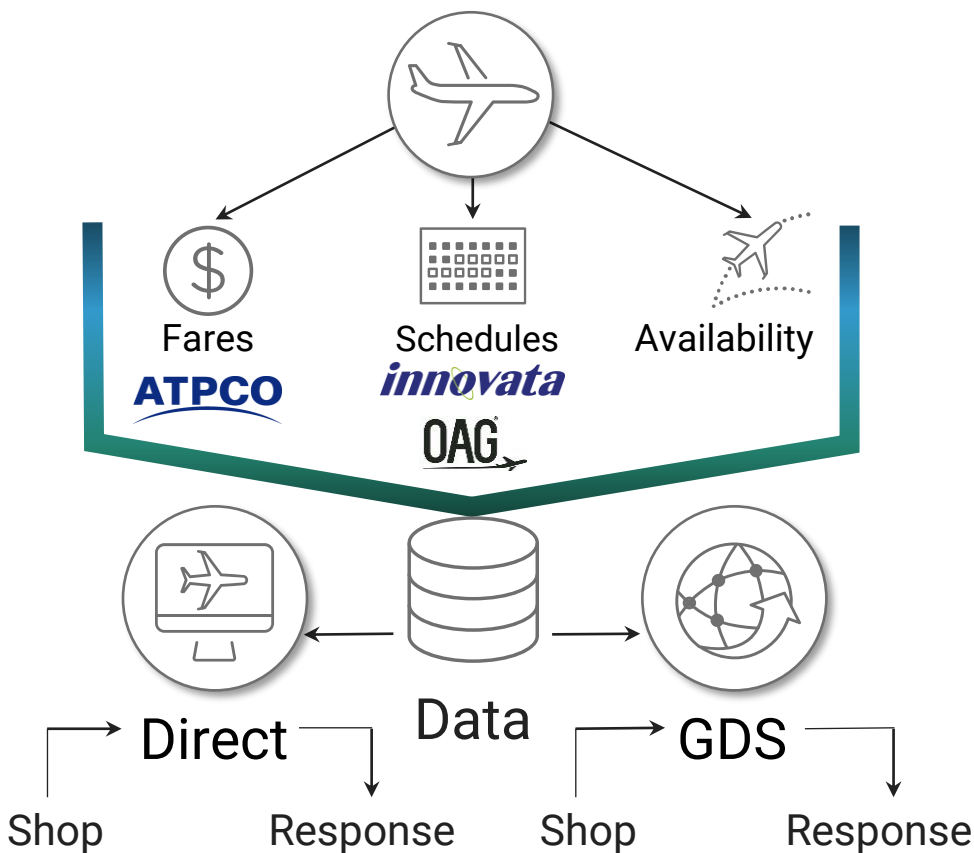 Fares
Schedules
Availability
ATPCO
innovata
OAG®
Data
Direct
GDS
Shop
Response
Shop
Response